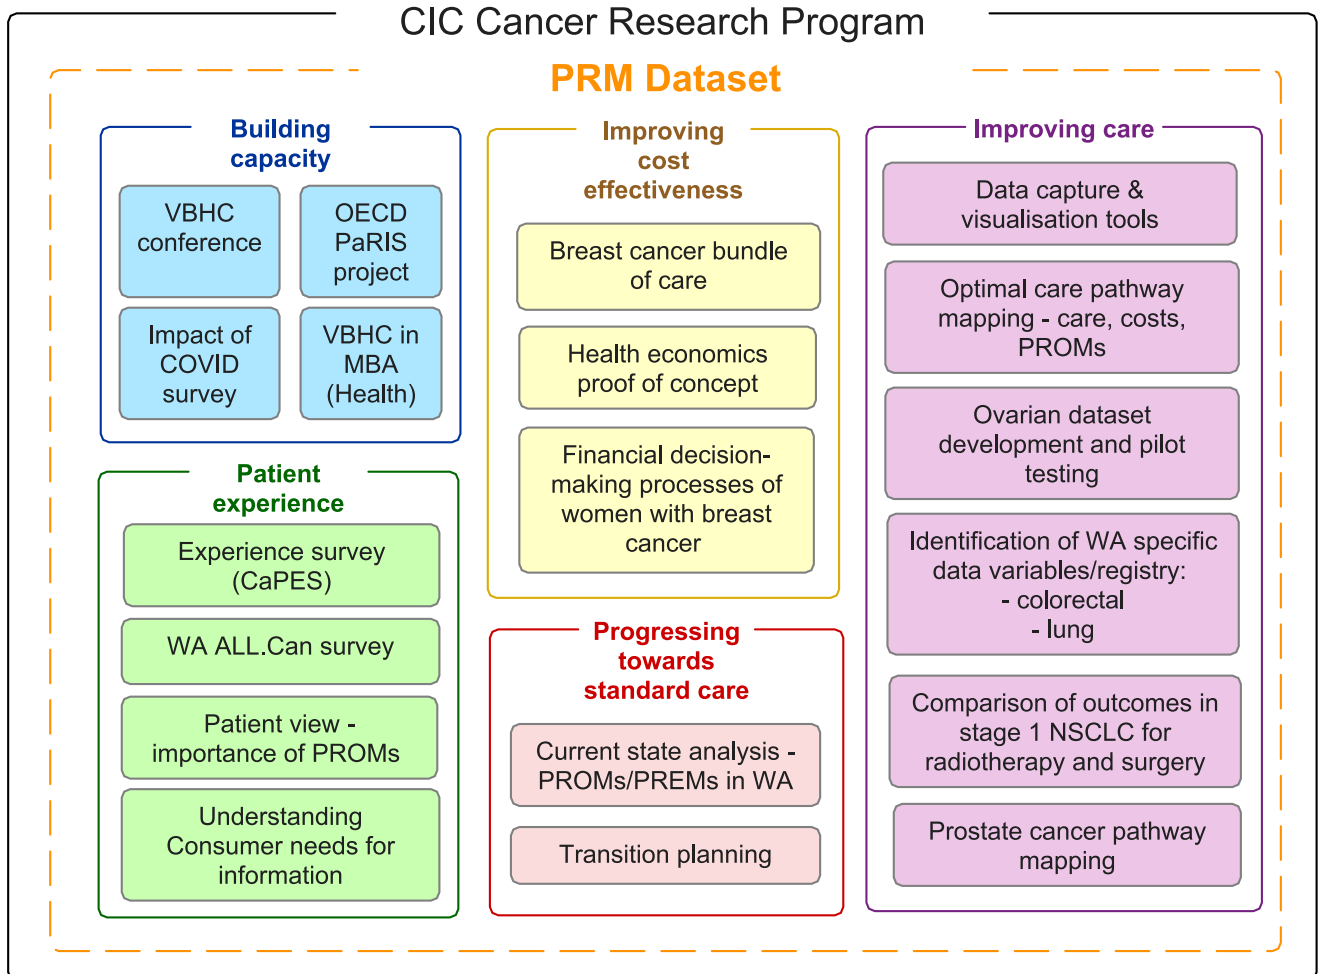 CIC Cancer Research Program
PRM Dataset
Building
capacity
VBHC
conference
OECD
PaRIS
project
Impact of
COVID
survey
VBHC in
MBA
(Health)
Patient
experience
Experience survey
(CaPES)
WA ALL.Can survey
Patient view -
importance of PROMs
Understanding
Consumer needs for
information
Improving
cost
effectiveness
Breast cancer bundle
of care
Health economics
proof of concept
Financial decision-
making processes of
women with breast
cancer
Progressing
towards
standard care
Current state analysis -
PROMs/PREMs in WA
Transition planning
Improving care
Data capture &
visualisation tools
Optimal care pathway
mapping - care, costs,
PROMs
Ovarian dataset
development and pilot
testing
Identification of WA specific
data variables/registry:
- colorectal
- lung
Comparison of outcomes in
stage 1 NSCLC for
radiotherapy and surgery
Prostate cancer pathway
mapping